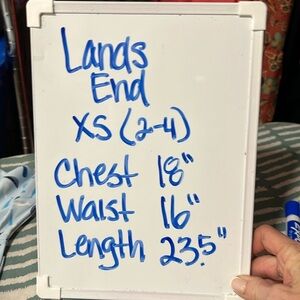 Lands
End
XS (2-4)
Chest 18"
Waist 16"
Length 23.5"